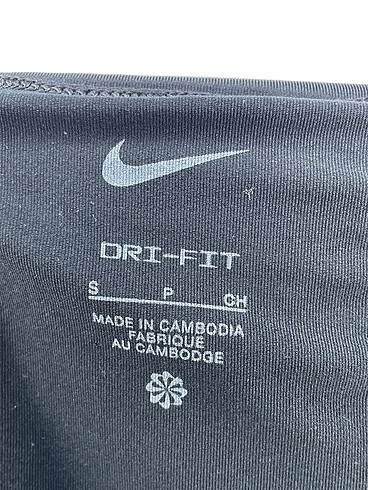 DRI-FIT
S P CH
MADE IN CAMBODIA
FABRIQUE
AU CAMBODGE